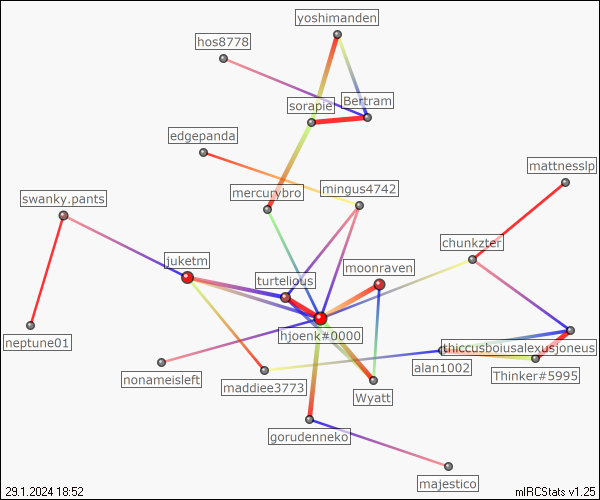 yoshimanden
hos8778
Bertram
sorapie
edgepanda
mattnesslp
mingus4742
mercurybro
swanky.pants
chunkzter
juketm
moonraven
turtelious
hjoenk#0000
neptune01
thiccusboiusalexusjoneus
alan1002
Thinker#5995
nonameisleft
maddiee3773
Wyatt
gorudenneko
majestico
29.1.2024 18:52
mIRCStats v1.25